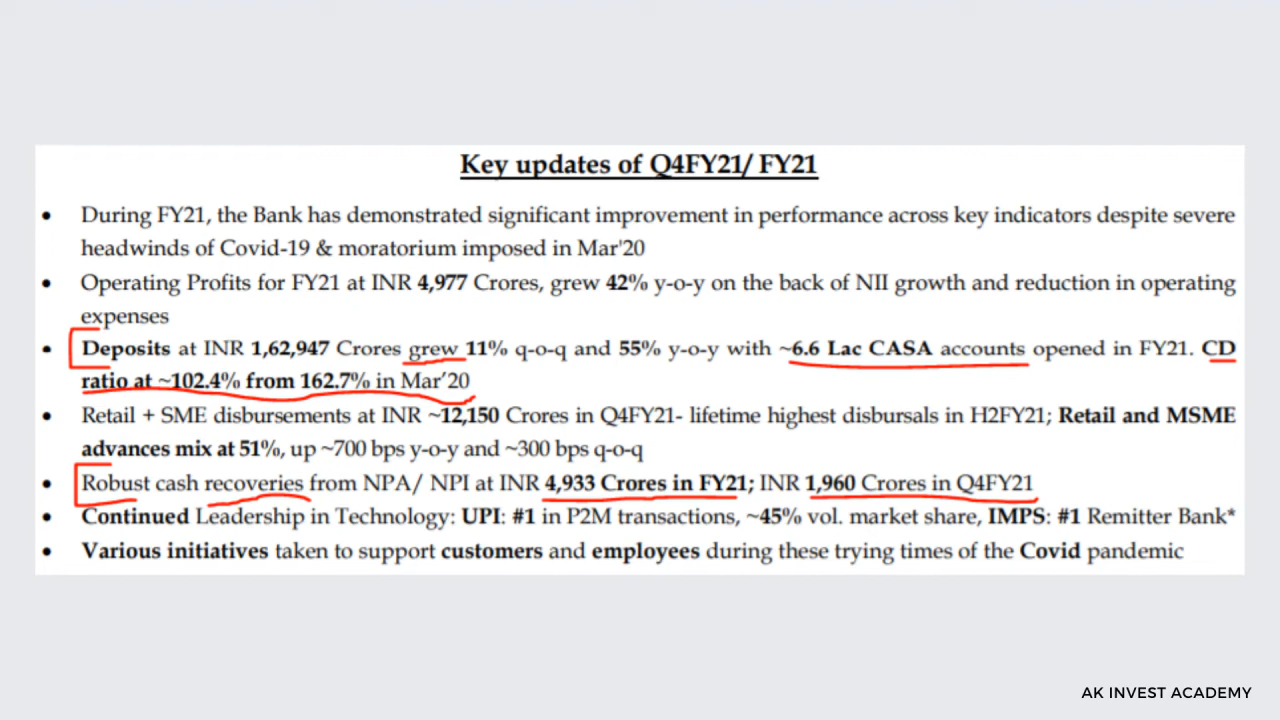 Key updates of Q4FY21/ FY21
• During FY21, the Bank has demonstrated significant improvement in performance across key indicators despite severe
headwinds of Covid-19 & moratorium imposed in Mar'20
• Operating Profits for FY21 at INR 4,977 Crores, grew 42% y-o-y on the back of NII growth and reduction in operating
expenses
• Deposits at INR 1,62,947 Crores grew 11% q-o-q and 55% y-o-y with ~6.6 Lac CASA accounts opened in FY21. CD
ratio at ~102.4% from 162.7% in Mar’20
• Retail + SME disbursements at INR ~12,150 Crores in Q4FY21- lifetime highest disbursals in H2FY21; Retail and MSME
advances mix at 51%, up ~700 bps y-o-y and ~300 bps q-o-q
• Robust cash recoveries from NPA/ NPI at INR 4,933 Crores in FY21; INR 1,960 Crores in Q4FY21
• Continued Leadership in Technology: UPI: #1 in P2M transactions, ~45% vol. market share, IMPS: #1 Remitter Bank*
• Various initiatives taken to support customers and employees during these trying times of the Covid pandemic
AK INVEST ACADEMY